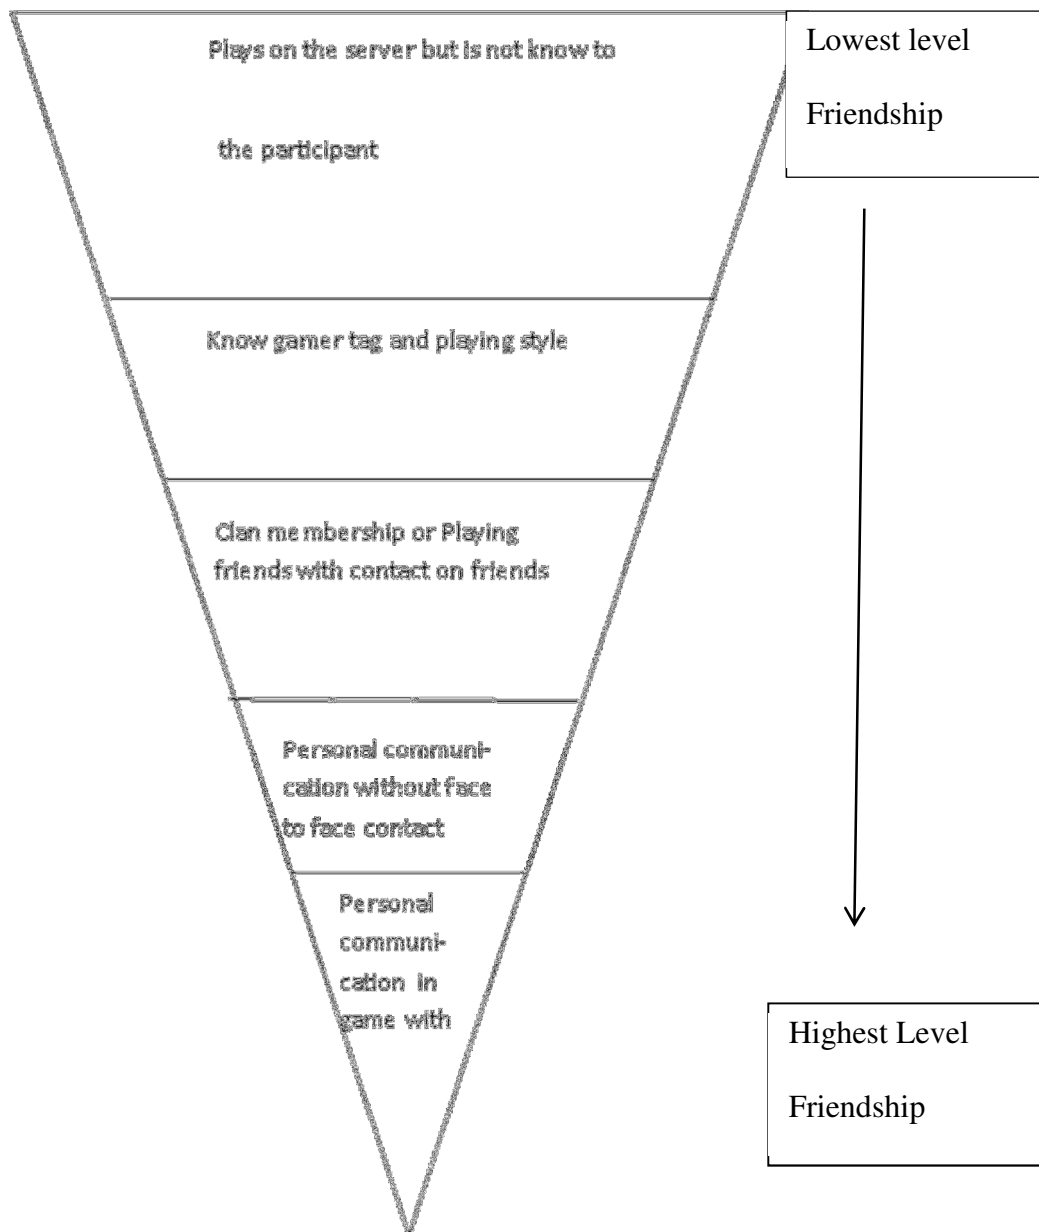 Plays on the server but is not know to
the participant
Lowest level
Friendship
Know gamer tag and playing style
Clan me mbership or Playing
friends with contact on friends
Personal communi-
cation without face
to face contact
Personal
communi-
cation in
game with
Highest Level
Friendship